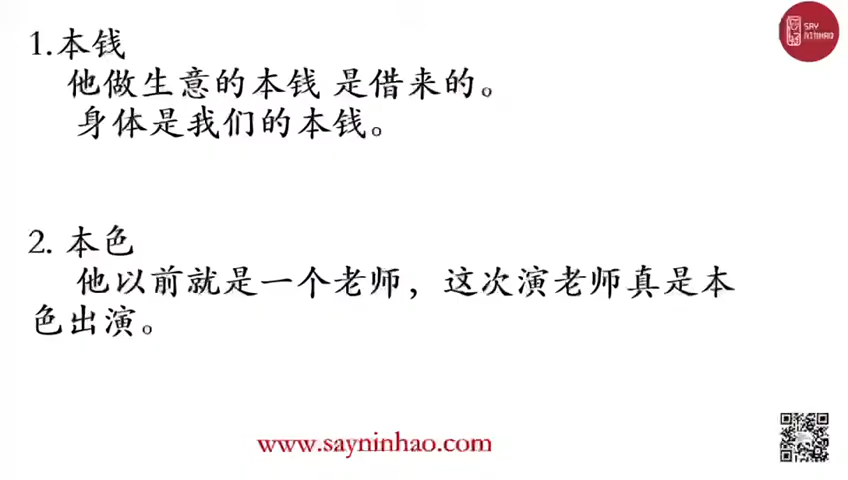 SAY
NINHAO
1.本钱
他做生意的本钱 是借来的。
身体是我们的本钱。
2. 本色
他以前就是一个老师，这次演老师真是本
色出演。
www.sayninhao.com